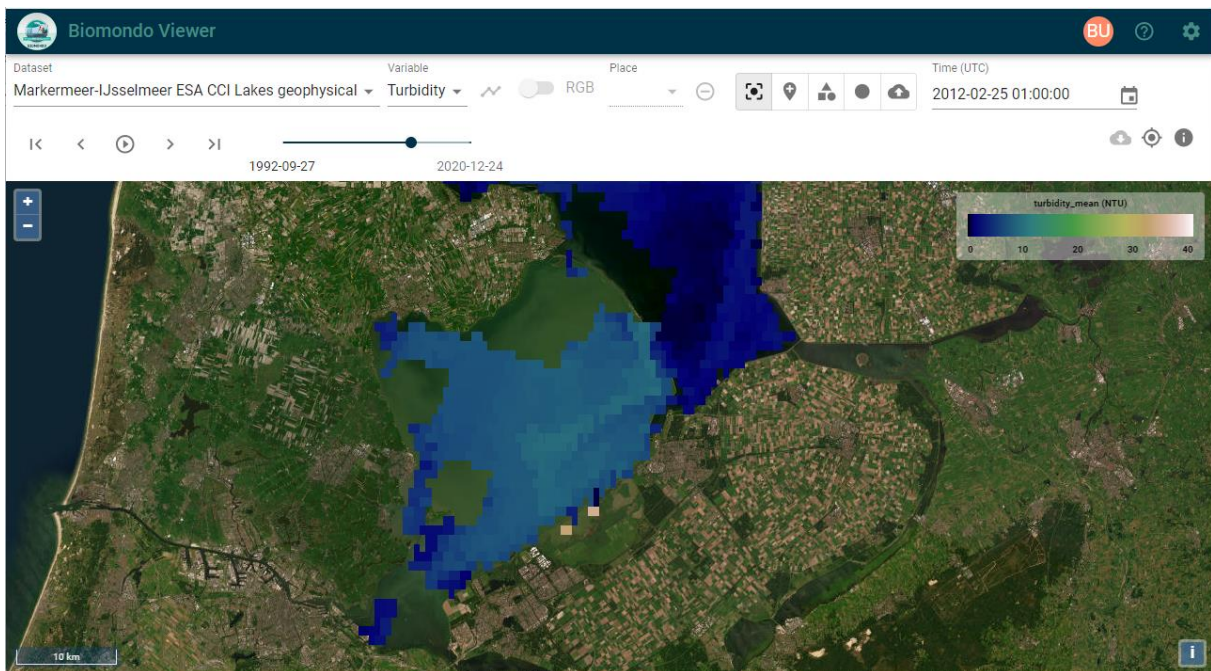 Biomondo Viewer
BU
Dataset
Variable
Place
Time (UTC)
Markermeer-IJsselmeer ESA CCI Lakes geophysical
Turbidity
RGB
2012-02-25 01:00:00
1992-09-27
2020-12-24
+
−
turbidity_mean (NTU)
0 10 20 30 40
10 km
i